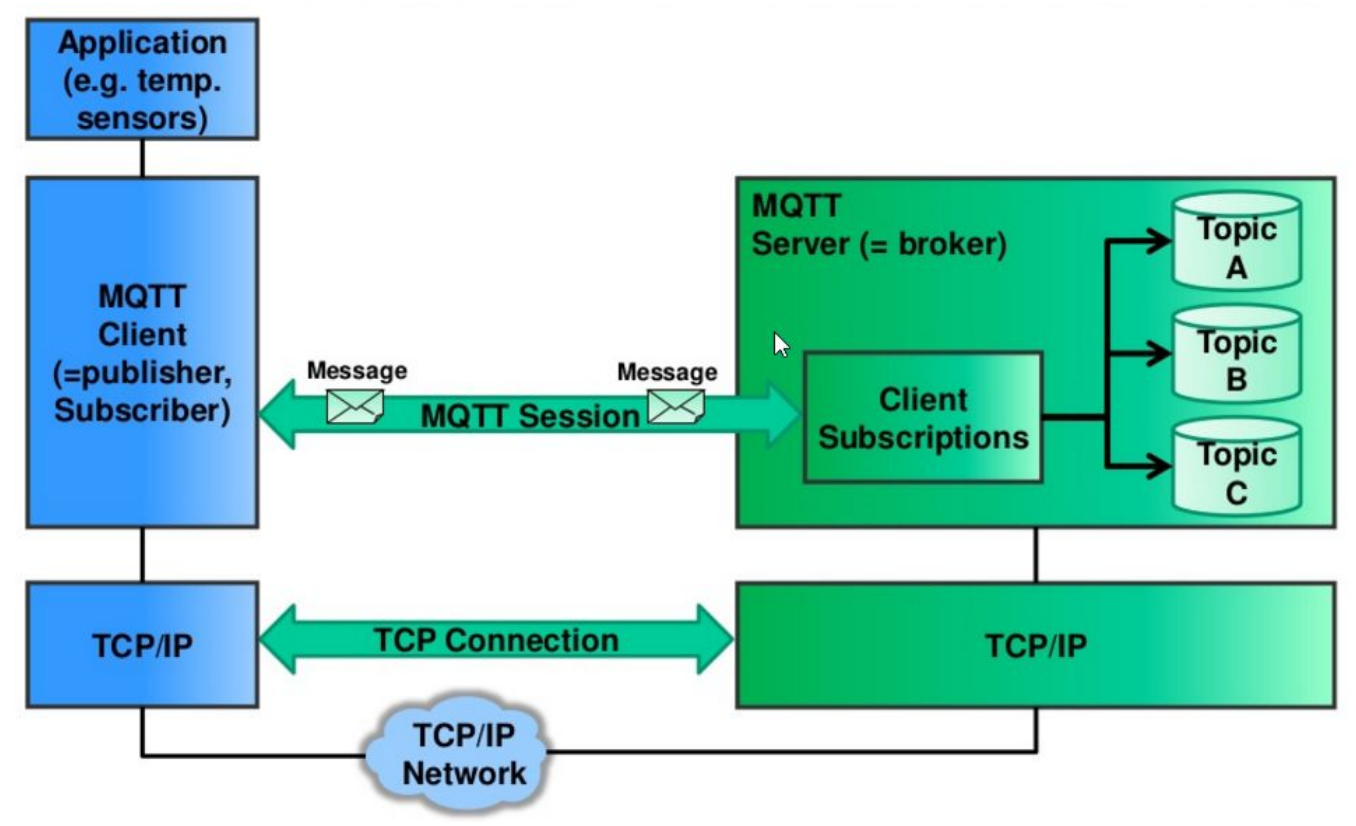 Application
(e.g. temp.
sensors)
MQTT
Client
(=publisher,
Subscriber)
Message
Message
MQTT Session
MQTT
Server (= broker)
Client
Subscriptions
Topic
A
Topic
B
Topic
C
TCP/IP
TCP Connection
TCP/IP
TCP/IP
Network